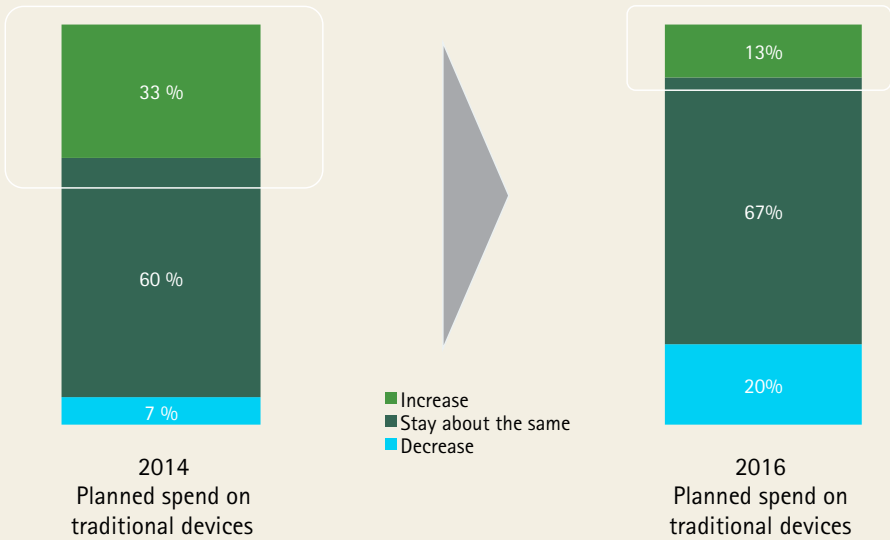 33 %
60 %
7 %
2014
Planned spend on
traditional devices
Increase
Stay about the same
Decrease
13%
67%
20%
2016
Planned spend on
traditional devices